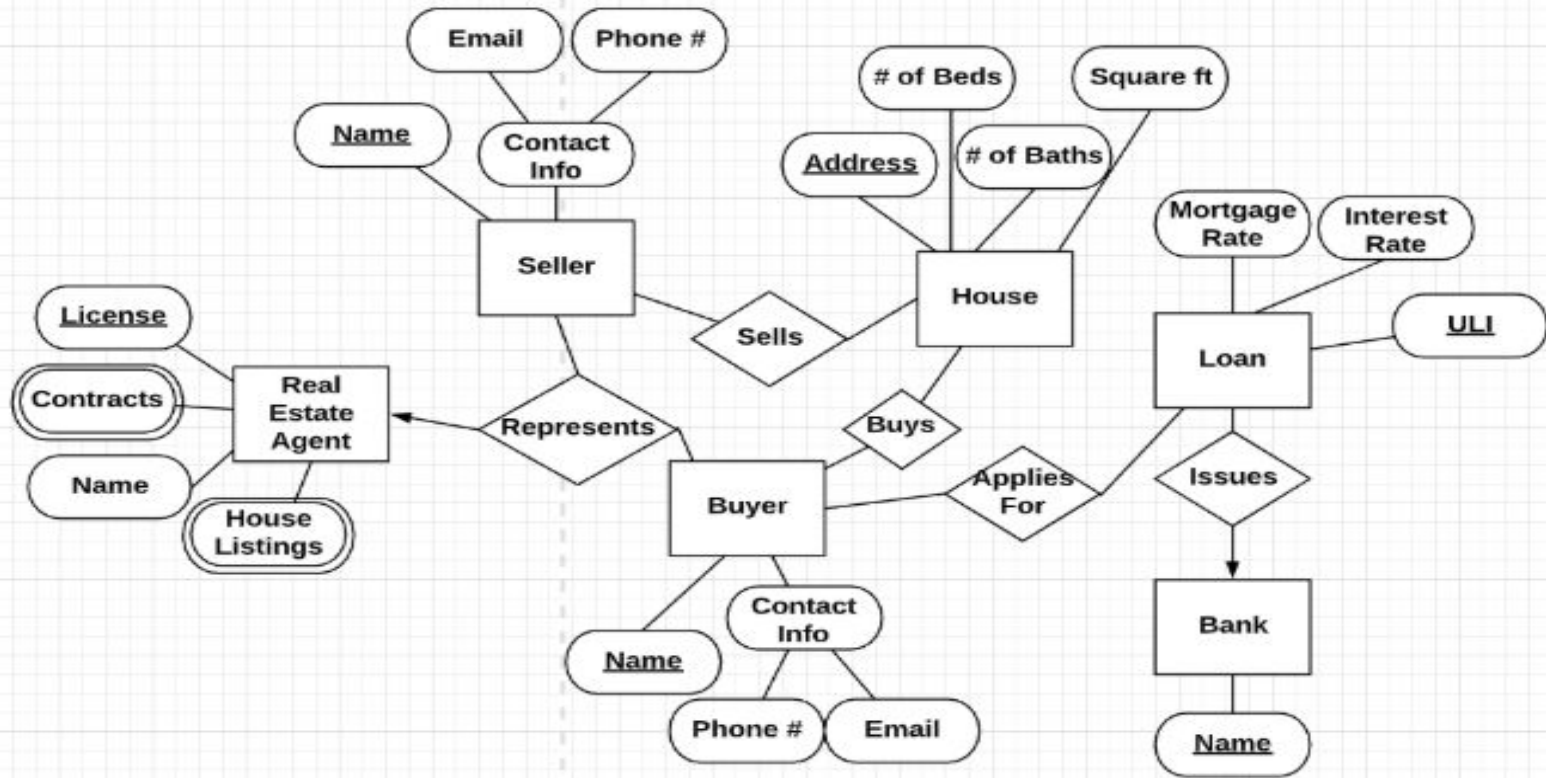 Email
Phone #
# of Beds
Square ft
Name
Contact
Info
Address
# of Baths
Mortgage
Rate
Interest
Rate
Seller
House
License
Sells
ULI
Loan
Contracts
Real
Estate
Agent
Represents
Buys
Name
Applies
For
Issues
House
Listings
Buyer
Contact
Info
Bank
Name
Phone #
Email
Name